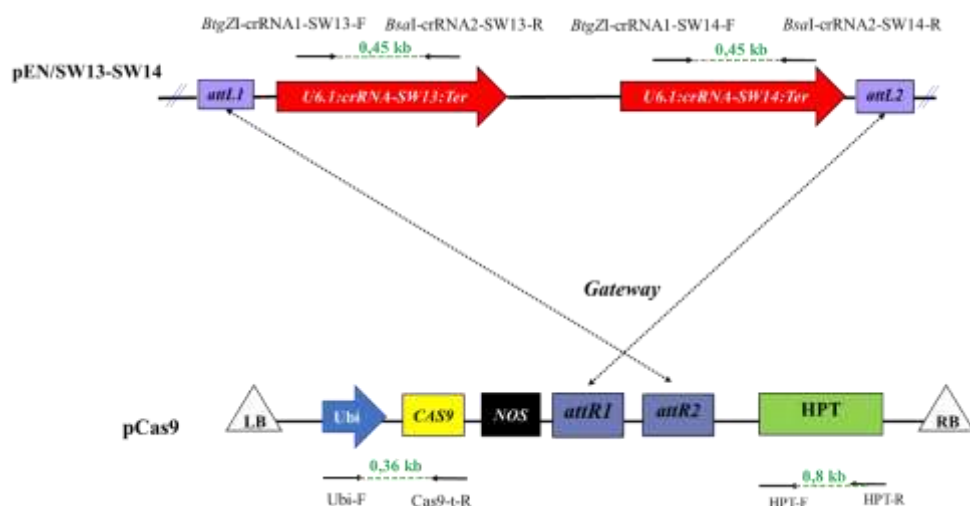 BtgZI-crRNA1-SW13-F BsaI-crRNA2-SW13-R BtgZI-crRNA1-SW14-F BsaI-crRNA2-SW14-R
0,45 kb 0,45 kb
pEN/SW13-SW14
attL1 U6.1:crRNA-SW13:Ter U6.1:crRNA-SW14:Ter attL2
Gateway
pCas9 LB Ubi CAS9 NOS attR1 attR2 HPT RB
0,36 kb 0,8 kb
Ubi-F Cas9-t-R HPT-F HPT-R